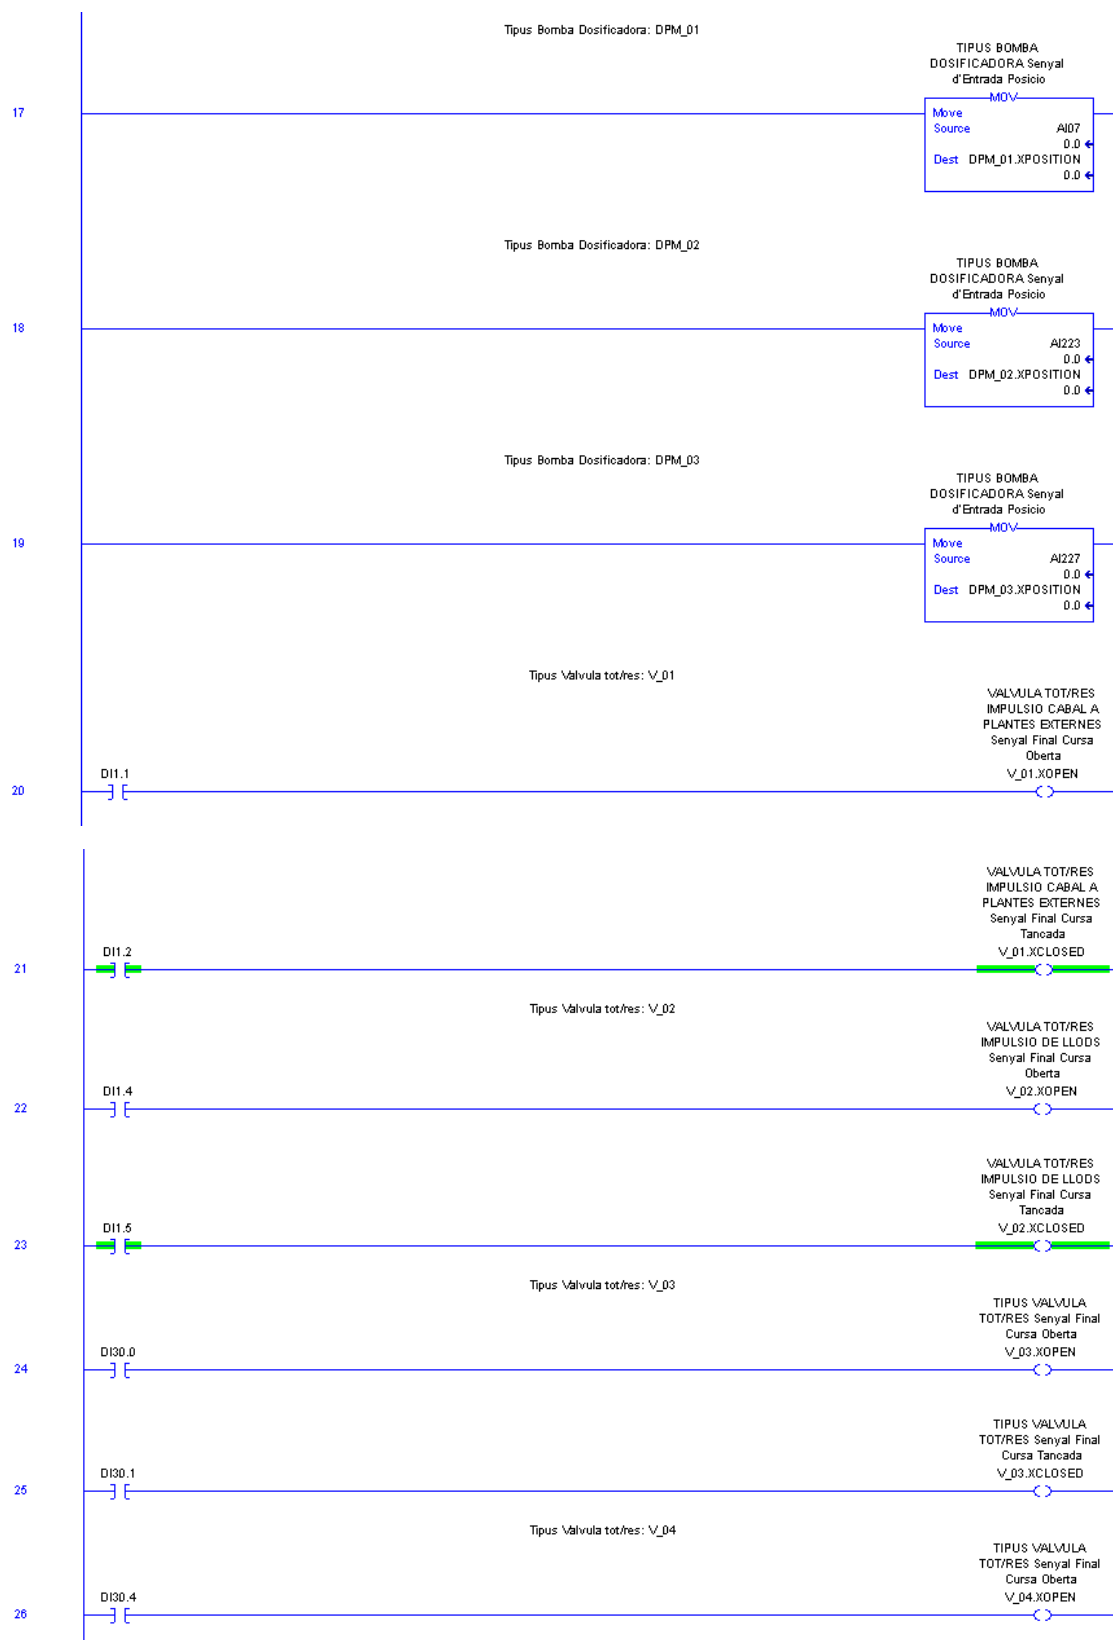 Tipus Bomba Dosificadora: DPM_01
TIPUS BOMBA
DOSIFICADORA Senyal
d'Entrada Posicio
MOV
17
Move
Source AI07
0.0
Dest DPM_01.XPOSITION
0.0
Tipus Bomba Dosificadora: DPM_02
TIPUS BOMBA
DOSIFICADORA Senyal
d'Entrada Posicio
MOV
18
Move
Source AI223
0.0
Dest DPM_02.XPOSITION
0.0
Tipus Bomba Dosificadora: DPM_03
TIPUS BOMBA
DOSIFICADORA Senyal
d'Entrada Posicio
MOV
19
Move
Source AI227
0.0
Dest DPM_03.XPOSITION
0.0
Tipus Valvula tot/res: V_01
VALVULA TOT/RES
IMPULSIO CABAL A
PLANTES EXTERNES
Senyal Final Cursa
Oberta
DI1.1 V_01.XOPEN
20
VALVULA TOT/RES
IMPULSIO CABAL A
PLANTES EXTERNES
Senyal Final Cursa
Tancada
DI1.2 V_01.XCLOSED
21
Tipus Valvula tot/res: V_02
VALVULA TOT/RES
IMPULSIO DE LLODS
Senyal Final Cursa
Oberta
DI1.4 V_02.XOPEN
22
VALVULA TOT/RES
IMPULSIO DE LLODS
Senyal Final Cursa
Tancada
DI1.5 V_02.XCLOSED
23
Tipus Valvula tot/res: V_03
TIPUS VALVULA
TOT/RES Senyal Final
Cursa Oberta
DI30.0 V_03.XOPEN
24
TIPUS VALVULA
TOT/RES Senyal Final
Cursa Tancada
DI30.1 V_03.XCLOSED
25
Tipus Valvula tot/res: V_04
TIPUS VALVULA
TOT/RES Senyal Final
Cursa Oberta
DI30.4 V_04.XOPEN
26